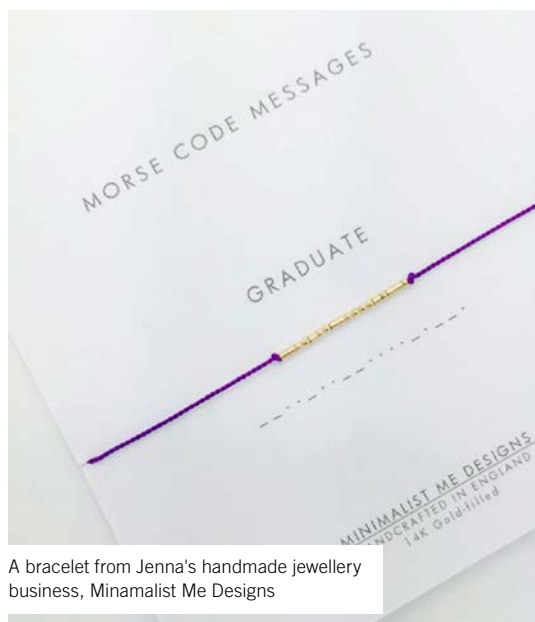 MORSE CODE MESSAGES
GRADUATE
--..-..--....-.--.
MINIMALIST ME DESIGNS
ANDCRAFTED IN ENGLAND
14K Gold-filled
A bracelet from Jenna's handmade jewellery
business, Minamalist Me Designs